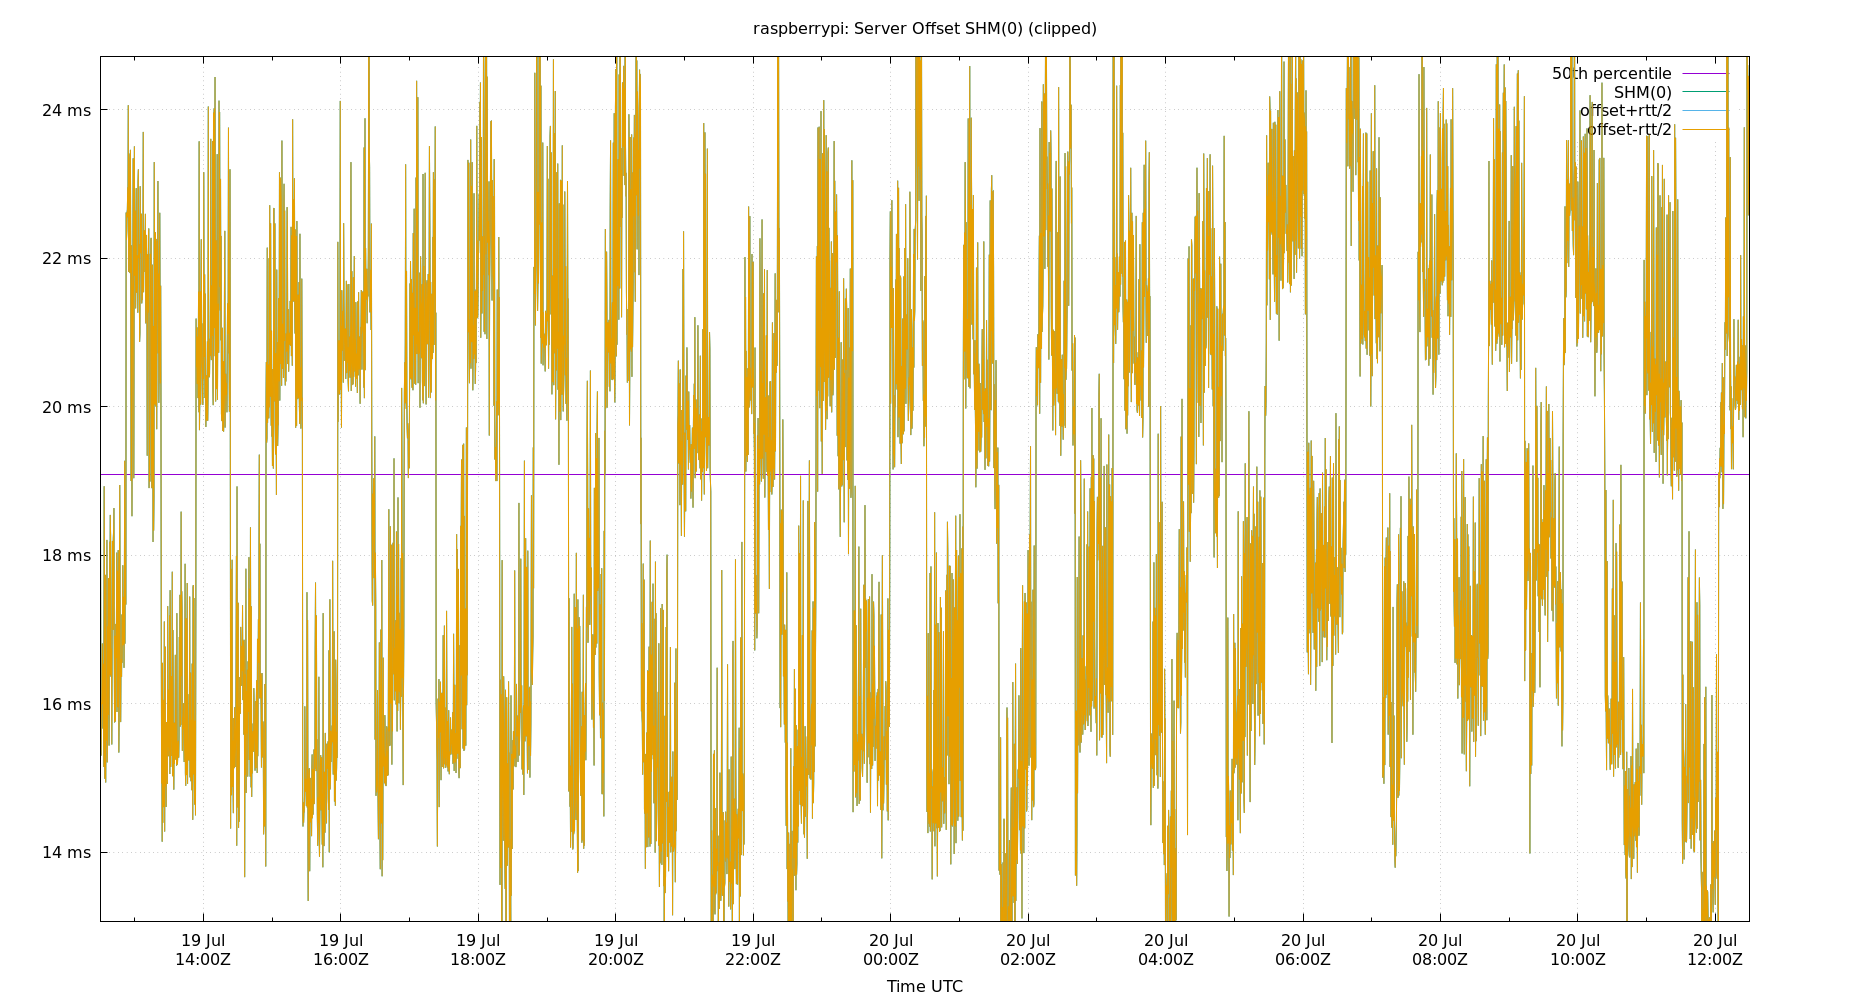 raspberrypi: Server Offset SHM(0) (clipped)
50th percentile
SHM(0)
offset+rtt/2
offset-rtt/2
24 ms
22 ms
20 ms
18 ms
16 ms
14 ms
19 Jul 19 Jul 19 Jul 19 Jul 19 Jul 20 Jul 20 Jul 20 Jul 20 Jul 20 Jul 20 Jul 20 Jul
14:00Z 16:00Z 18:00Z 20:00Z 22:00Z 00:00Z 02:00Z 04:00Z 06:00Z 08:00Z 10:00Z 12:00Z
Time UTC